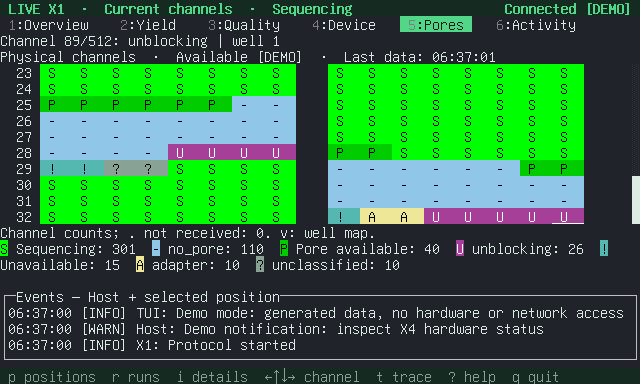 LIVE X1 · Current channels · Sequencing Connected [DEMO]
1:Overview 2:Yield 3:Quality 4:Device 5:Pores 6:Activity
Channel 89/512: unblocking | well 1
Physical channels · Available [DEMO] · Last data: 06:37:01
23 S S S S S S S S S S S S S S S S
24 S S S S S S S S S S S S S S S S
25 P P P P P P - - S S S S S S S S
26 - - - - - - - - S S S S S S S S
27 - - - - - - - - S S S S S S S S
28 - - - - U U U U P P S S S S S S
29 ! ! ? ? S S S S - - - - - - P P
30 S S S S S S S S - - - - - - - -
31 S S S S S S S S - - - - - - - -
32 S S S S S S S S ! A A U U U U U
Channel counts; . not received: 0. v: well map.
S Sequencing: 301 - no_pore: 110 P Pore available: 40 U unblocking: 26 !
Unavailable: 15 A adapter: 10 ? unclassified: 10
Events — Host + selected position
06:37:00 [INFO] TUI: Demo mode: generated data, no hardware or network access
06:37:00 [WARN] Host: Demo notification: inspect X4 hardware status
06:37:00 [INFO] X1: Protocol started
p positions r runs i details ←↑↓→ channel t trace ? help q quit